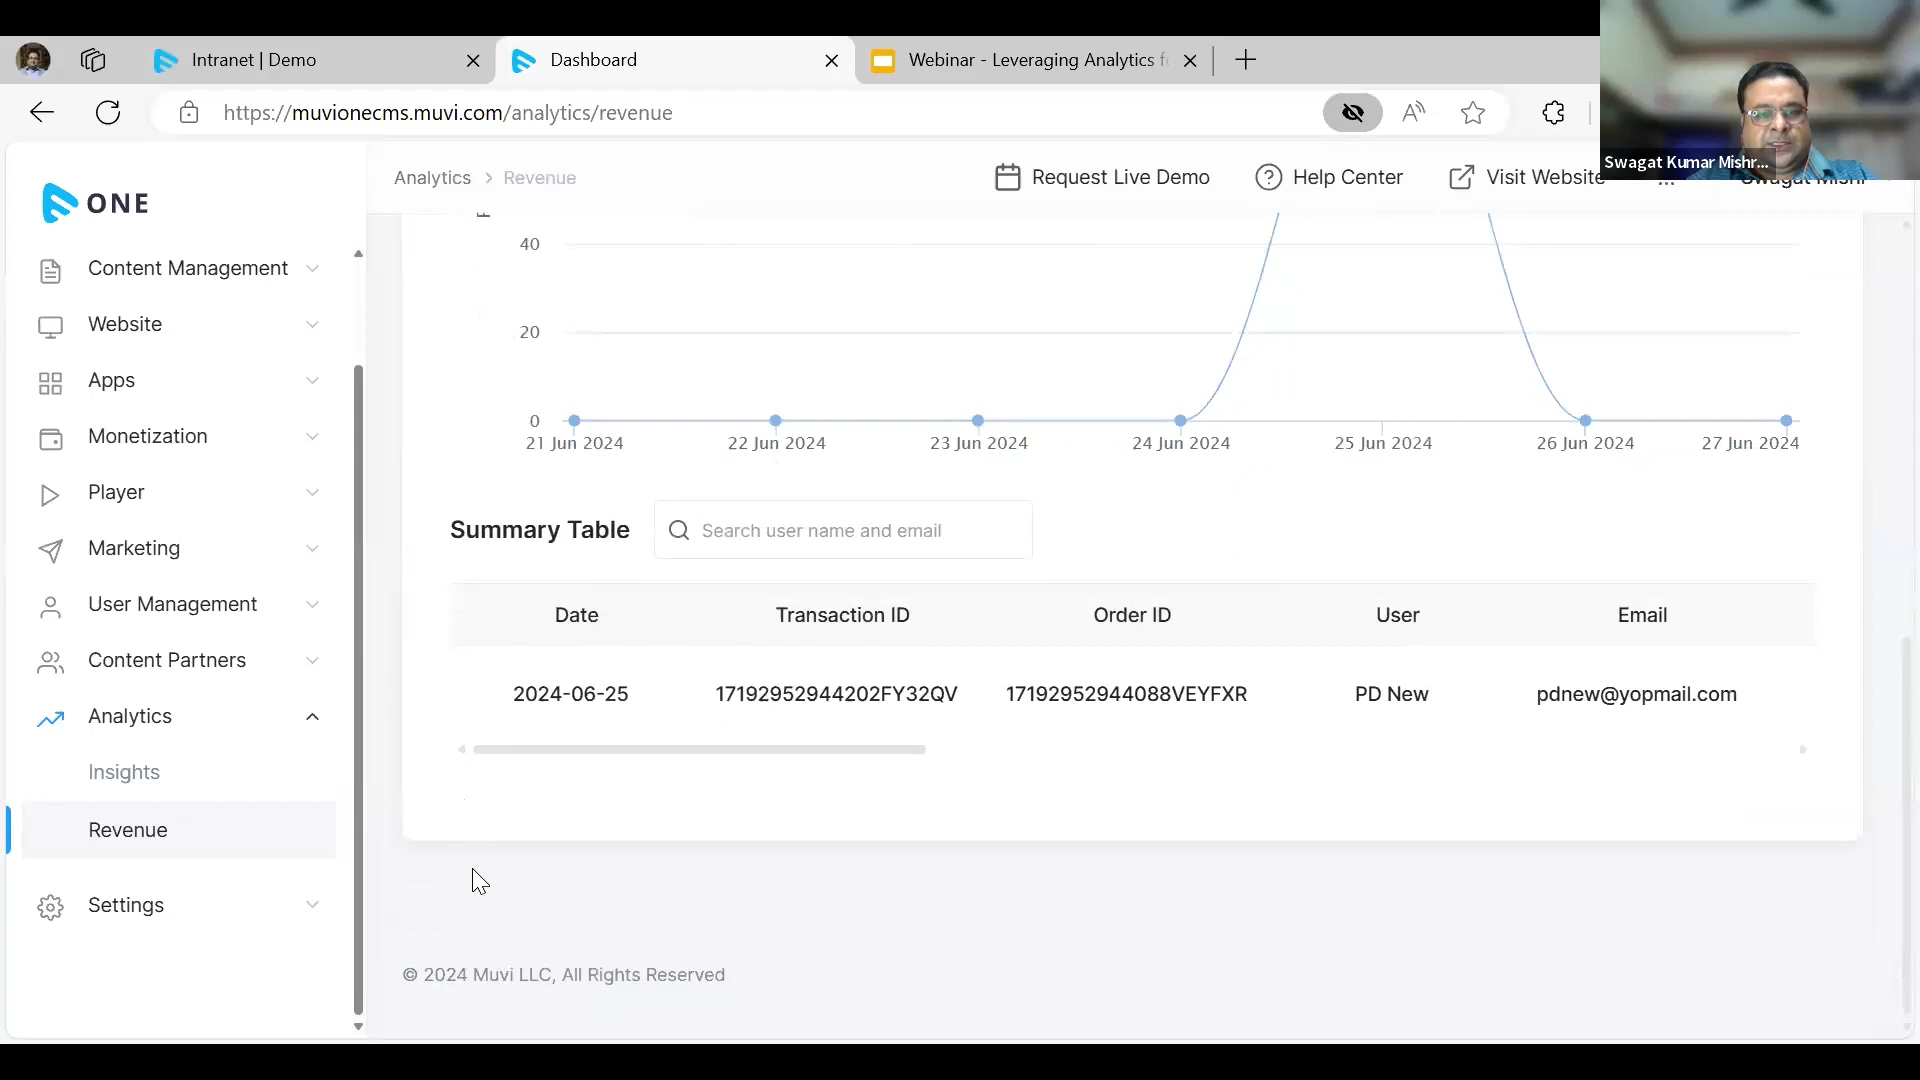 Intranet | Demo
Dashboard
Webinar - Leveraging Analytics f
https://muvionecms.muvi.com/analytics/revenue
Swagat Kumar Mishr...
ONE
Analytics > Revenue
Request Live Demo
Help Center
Visit Website
Content Management
Website
Apps
Monetization
Player
Marketing
User Management
Content Partners
Analytics
Insights
Revenue
Settings
40
20
0
21 Jun 2024
22 Jun 2024
23 Jun 2024
24 Jun 2024
25 Jun 2024
26 Jun 2024
27 Jun 2024
Summary Table
Search user name and email
Date Transaction ID Order ID User Email
2024-06-25 17192952944202FY32QV 17192952944088VEYFXR PD New pdnew@yopmail.com
© 2024 Muvi LLC, All Rights Reserved